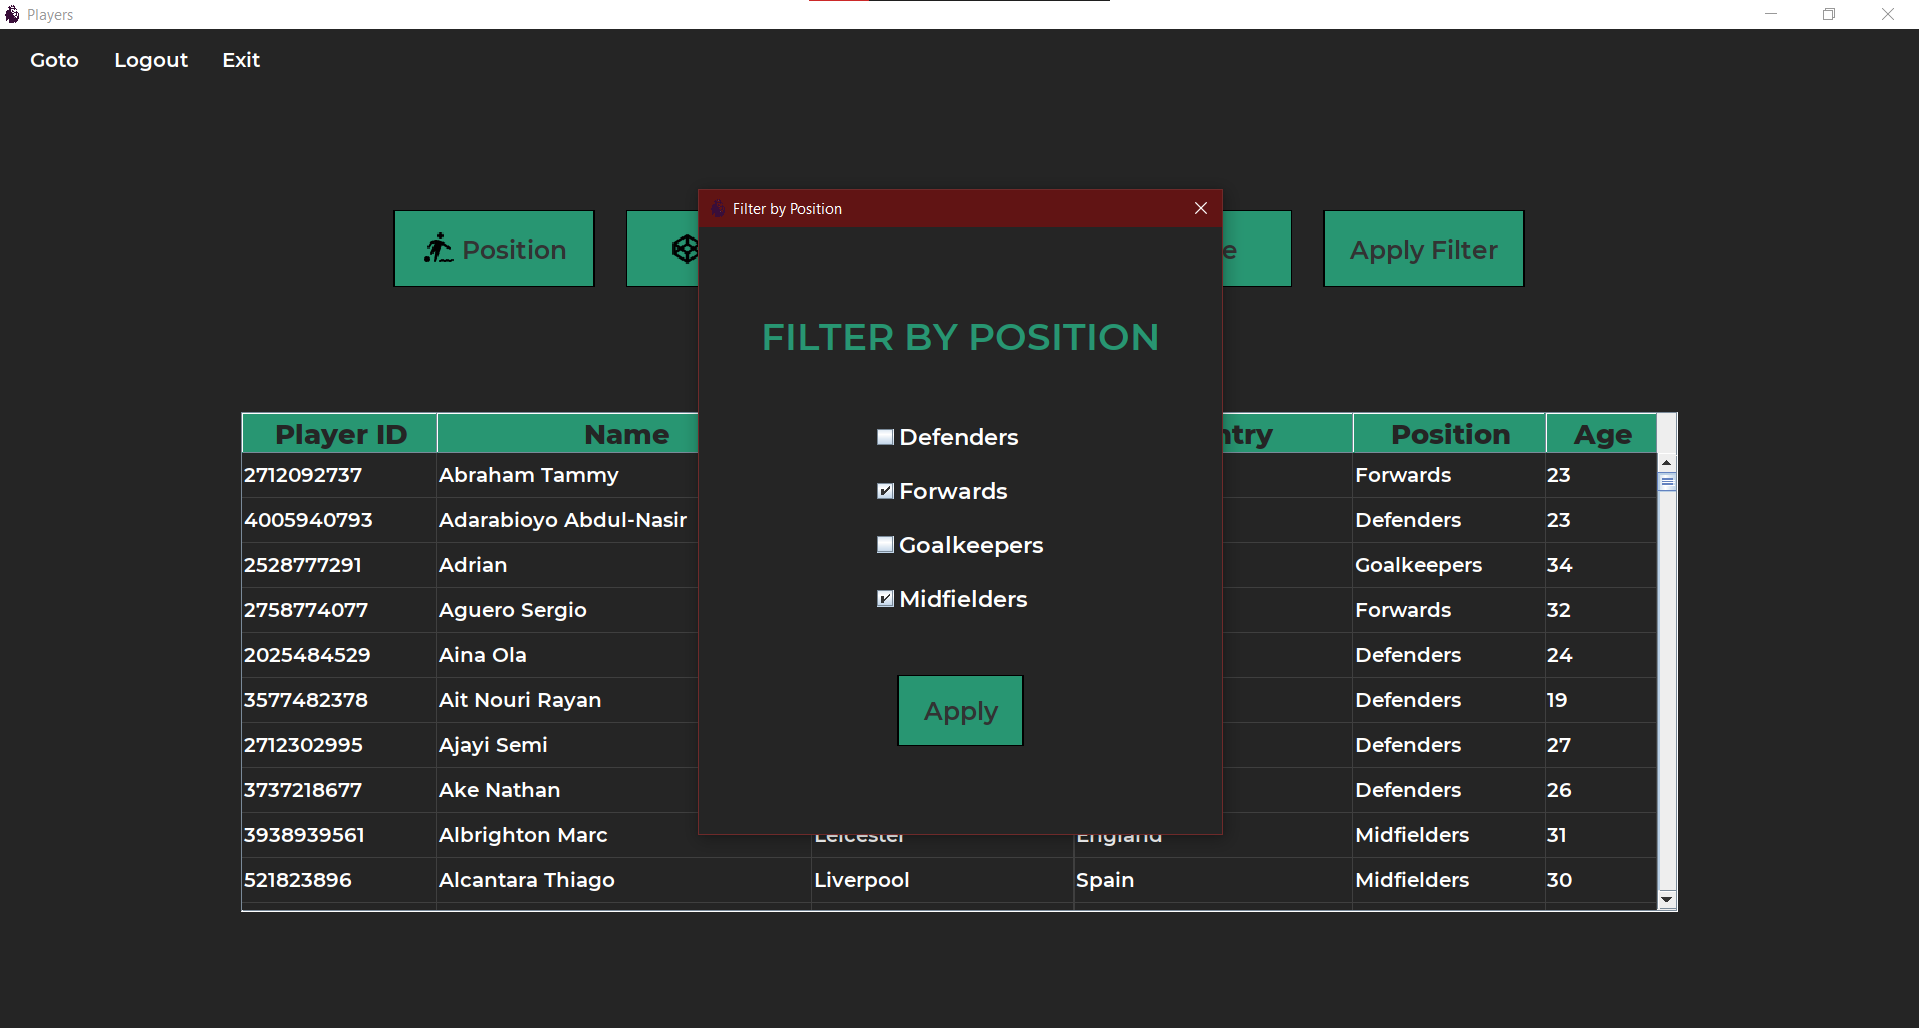 Players
Goto Logout Exit
Filter by Position
Position Apply Filter
FILTER BY POSITION
Defenders
Forwards
Goalkeepers
Midfielders
Apply
Player ID Name Position Age
2712092737 Abraham Tammy Forwards 23
4005940793 Adarabioyo Abdul-Nasir Defenders 23
2528777291 Adrian Goalkeepers 34
2758774077 Aguero Sergio Forwards 32
2025484529 Aina Ola Defenders 24
3577482378 Ait Nouri Rayan Defenders 19
2712302995 Ajayi Semi Defenders 27
3737218677 Ake Nathan Defenders 26
3938939561 Albrighton Marc Leicester England Midfielders 31
521823896 Alcantara Thiago Liverpool Spain Midfielders 30